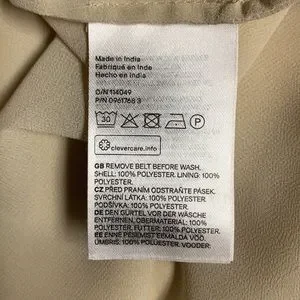 Made in India
Fabriqué en Inde
Hecho en India
O/N 114049
P/N 0961768 3
30
P
clevercare.info
GB REMOVE BELT BEFORE WASH.
SHELL: 100% POLYESTER. LINING: 100%
POLYESTER.
CZ PŘED PRANÍM ODSTRAŇTE PÁSEK.
SVRCHNÍ LÁTKA: 100% POLYESTER.
PODŠÍVKA: 100% POLYESTER.
DE DEN GÜRTEL VOR DER WÄSCHE
ENTFERNEN. OBERMATERIAL: 100%
POLYESTER. FUTTER: 100% POLYESTER.
EE ENNE PESEMIST EEMALDA VÖÖ.
ÜMBRIS: 100% POLÜESTER. VOODER: